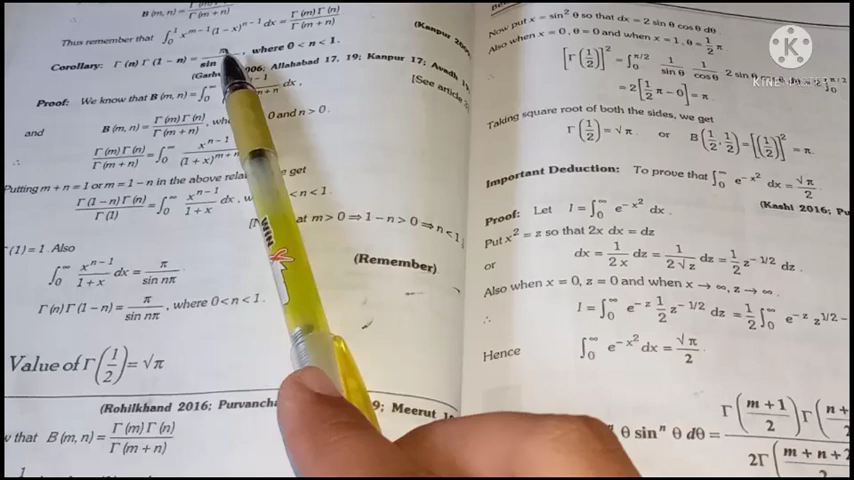 B (m, n) = Γ(m+n)
Thus remember that ∫₀¹ x^{m−1} (1 − x)^{n−1} dx = Γ(m) Γ(n) / Γ(m+n)
(Kanpur
Corollary: Γ (n) Γ (1 − n) = π / sin , where 0 < n < 1.
006; Allahabad 17, 19; Kanpur 17; Avadh
Proof: We know that B (m, n) = ∫₀^∞ dx,
[See article
and B (m, n) = Γ(m) Γ(n) / Γ(m+n), 0 and n > 0.
∴ Γ(m) Γ(n) / Γ(m+n) = ∫₀^∞ x^{n−1} / (1 + x)^{m+n}
Putting m + n = 1 or m = 1 − n in the above get
Γ(1 − n) Γ(n) / Γ(1) = ∫₀^∞ x^{n−1} / 1 + x dx, < n < 1.
at m > 0 ⇒ 1 − n > 0 ⇒ n < 1
Γ(1) = 1. Also
∫₀^∞ x^{n−1} / 1 + x dx = π / sin nπ
(Remember)
Γ(n) Γ(1 − n) = π / sin nπ, where 0 < n < 1.
Value of Γ (1/2) = √π
(Rohilkhand 2016; 9; Meerut
that B (m, n) = Γ(m) Γ(n) / Γ(m + n)
Now put x = sin² θ so that dx = 2 sin θ cos θ dθ
Also when x = 0, θ = 0 and when x = 1, θ = 1/2 π
[Γ(1/2)]² = ∫₀^{π/2} 1/sin θ 1/cos θ 2 sin θ cos θ dθ
= 2 [1/2 π − 0] = π.
Taking square root of both the sides, we get
Γ(1/2) = √π or B(1/2, 1/2) = [(1/2)]² = π.
Important Deduction: To prove that ∫₀^∞ e^{−x²} dx = √π / 2
(Kashi 2016;
Proof: Let I = ∫₀^∞ e^{−x²} dx.
Put x² = z so that 2x dx = dz
or dx = 1/2x dz = 1/2√z dz = 1/2 z^{−1/2} dz.
Also when x = 0, z = 0 and when x → ∞, z → ∞.
∴ I = ∫₀^∞ e^{−z} 1/2 z^{−1/2} dz = 1/2 ∫₀^∞ e^{−z} z^{1/2 −
Hence ∫₀^∞ e^{−x²} dx = √π / 2
θ sinⁿ θ dθ = Γ(m+1 / 2) Γ / 2Γ(m + n + 2
K